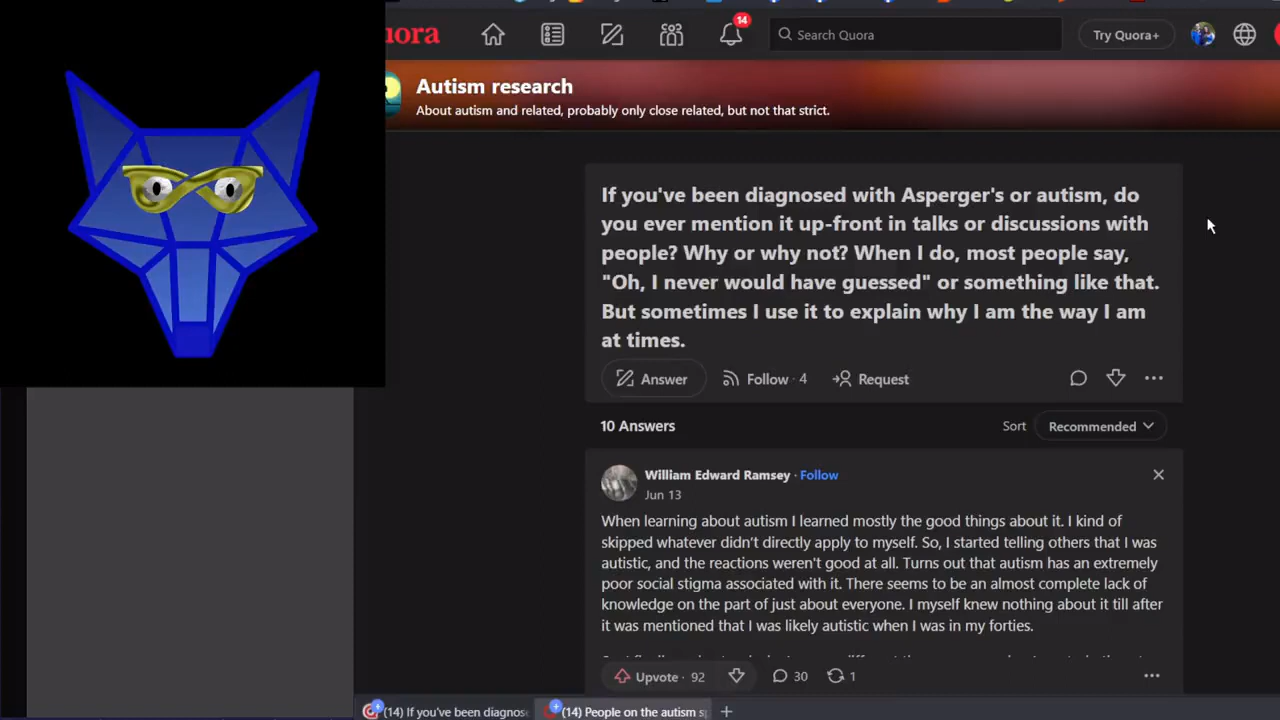 uora
14
Search Quora
Try Quora+
Autism research
About autism and related, probably only close related, but not that strict.
If you've been diagnosed with Asperger's or autism, do
you ever mention it up-front in talks or discussions with
people? Why or why not? When I do, most people say,
"Oh, I never would have guessed" or something like that.
But sometimes I use it to explain why I am the way I am
at times.
Answer
Follow · 4
Request
10 Answers
Sort
Recommended
William Edward Ramsey · Follow
Jun 13
When learning about autism I learned mostly the good things about it. I kind of
skipped whatever didn't directly apply to myself. So, I started telling others that I was
autistic, and the reactions weren't good at all. Turns out that autism has an extremely
poor social stigma associated with it. There seems to be an almost complete lack of
knowledge on the part of just about everyone. I myself knew nothing about it till after
it was mentioned that I was likely autistic when I was in my forties.
Upvote · 92
30
1
(14) If you've been diagnos
(14) People on the autism s